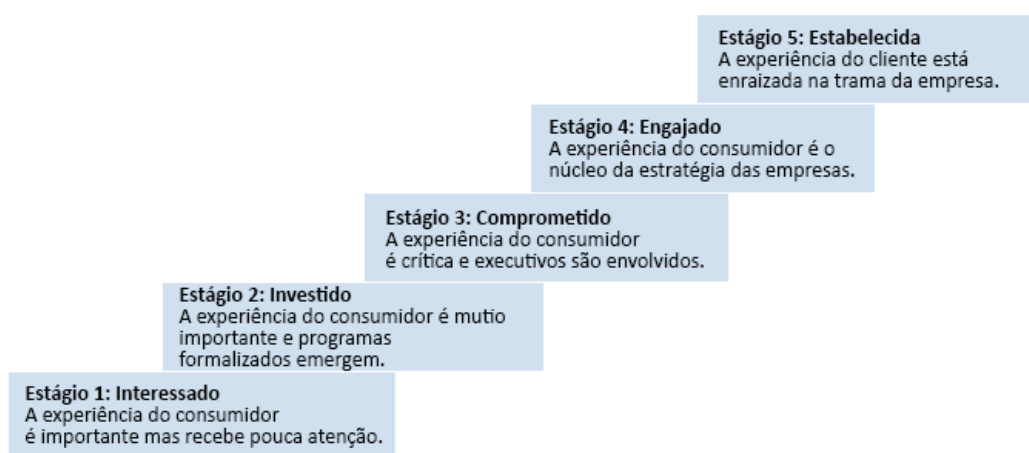 Estágio 5: Estabelecida
A experiência do cliente está
enraizada na trama da empresa.
Estágio 4: Engajado
A experiência do consumidor é o
núcleo da estratégia das empresas.
Estágio 3: Comprometido
A experiência do consumidor
é crítica e executivos são envolvidos.
Estágio 2: Investido
A experiência do consumidor é mutio
importante e programas
formalizados emergem.
Estágio 1: Interessado
A experiência do consumidor
é importante mas recebe pouca atenção.